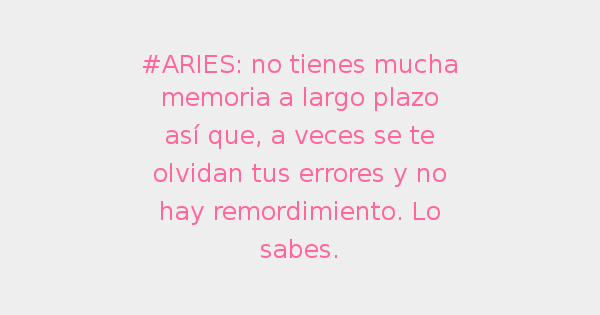 #ARIES: no tienes mucha
memoria a largo plazo
así que, a veces se te
olvidan tus errores y no
hay remordimiento. Lo
sabes.